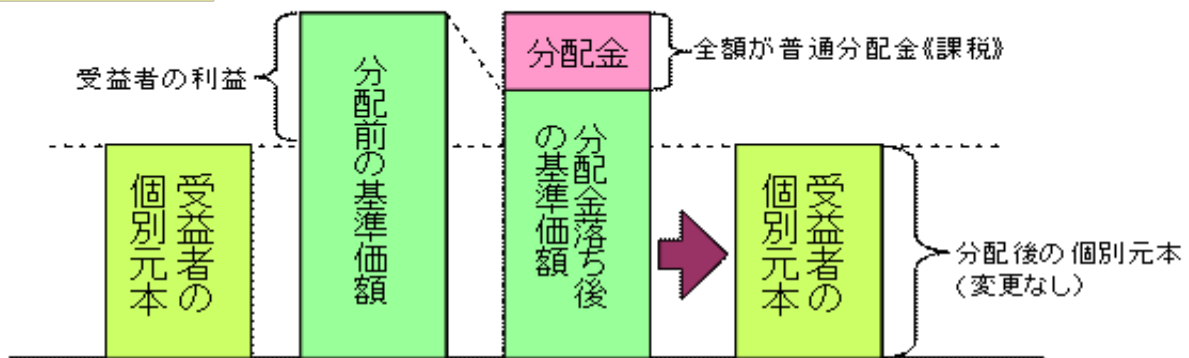 受益者の利益
受益者の
個別元本
分配前の基準価額
分配金
全額が普通分配金《課税》
分配金落ち後
の基準価額
受益者の
個別元本
分配後の個別元本
(変更なし)